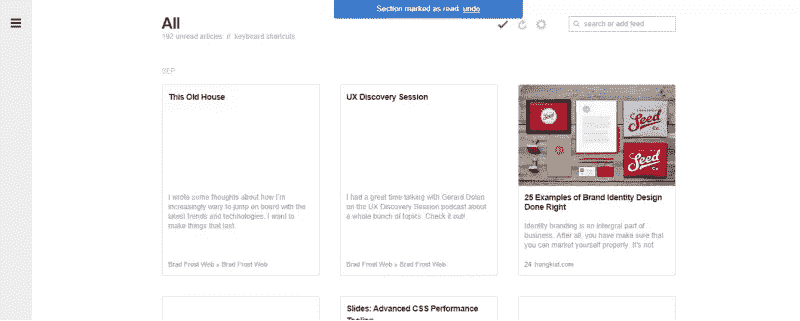 Section marked as read. undo
All
192 unread articles // keyboard shortcuts
search or add feed
SEP
This Old House
I wrote some thoughts about how I'm
increasingly wary to jump on board with the
latest trends and technologies. I want to
make things that last.
Brad Frost Web » Brad Frost Web
UX Discovery Session
I had a great time talking with Gerard Dolan
on the UX Discovery Session podcast about
a whole bunch of topics. Check it out!
Brad Frost Web » Brad Frost Web
Seed
Co
Seed
Seed
25 Examples of Brand Identity Design
Done Right
Identity branding is an integral part of
business. After all, you have make sure that
you can market yourself properly. It's not
24 hongkiat.com
Slides: Advanced CSS Performance